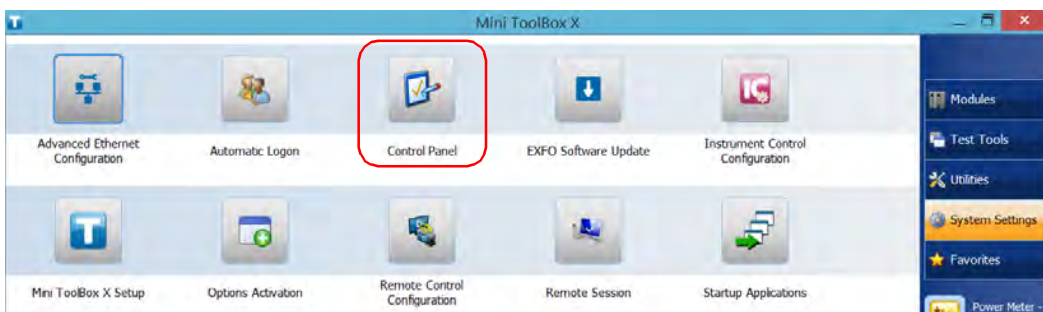 Mini ToolBox X
Advanced Ethernet
Configuration
Automatic Logon
Control Panel
EXFO Software Update
Instrument Control
Configuration
Mini ToolBox X Setup
Options Activation
Remote Control
Configuration
Remote Session
Startup Applications
Modules
Test Tools
Utilities
System Settings
Favorites
Power Meter -